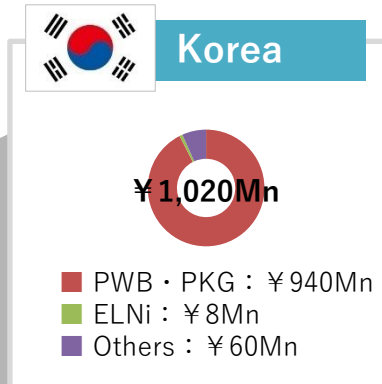 Korea
￥1,020Mn
PWB・PKG：￥940Mn
ELNi：￥8Mn
Others：￥60Mn